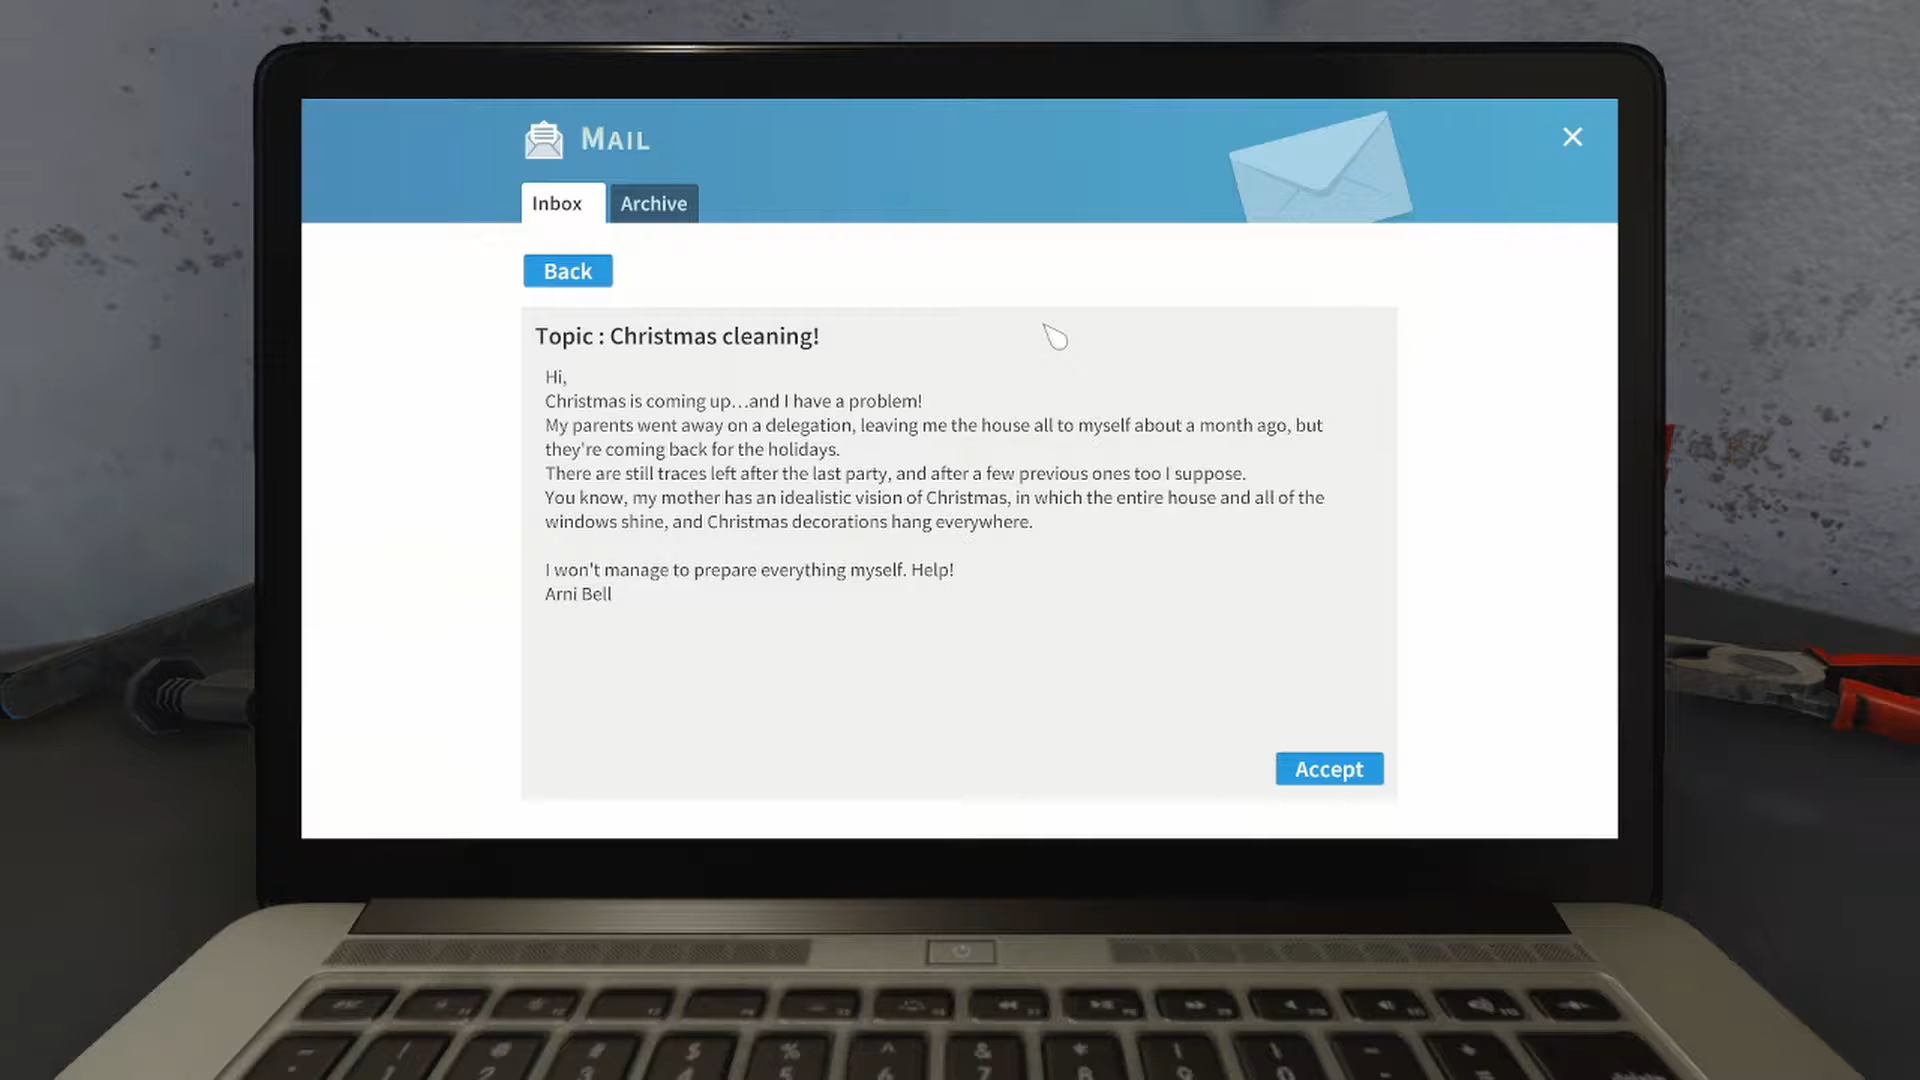 MAIL
Inbox
Archive
Back
Topic : Christmas cleaning!
Hi,
Christmas is coming up...and I have a problem!
My parents went away on a delegation, leaving me the house all to myself about a month ago, but
they're coming back for the holidays.
There are still traces left after the last party, and after a few previous ones too I suppose.
You know, my mother has an idealistic vision of Christmas, in which the entire house and all of the
windows shine, and Christmas decorations hang everywhere.
I won't manage to prepare everything myself. Help!
Arni Bell
Accept